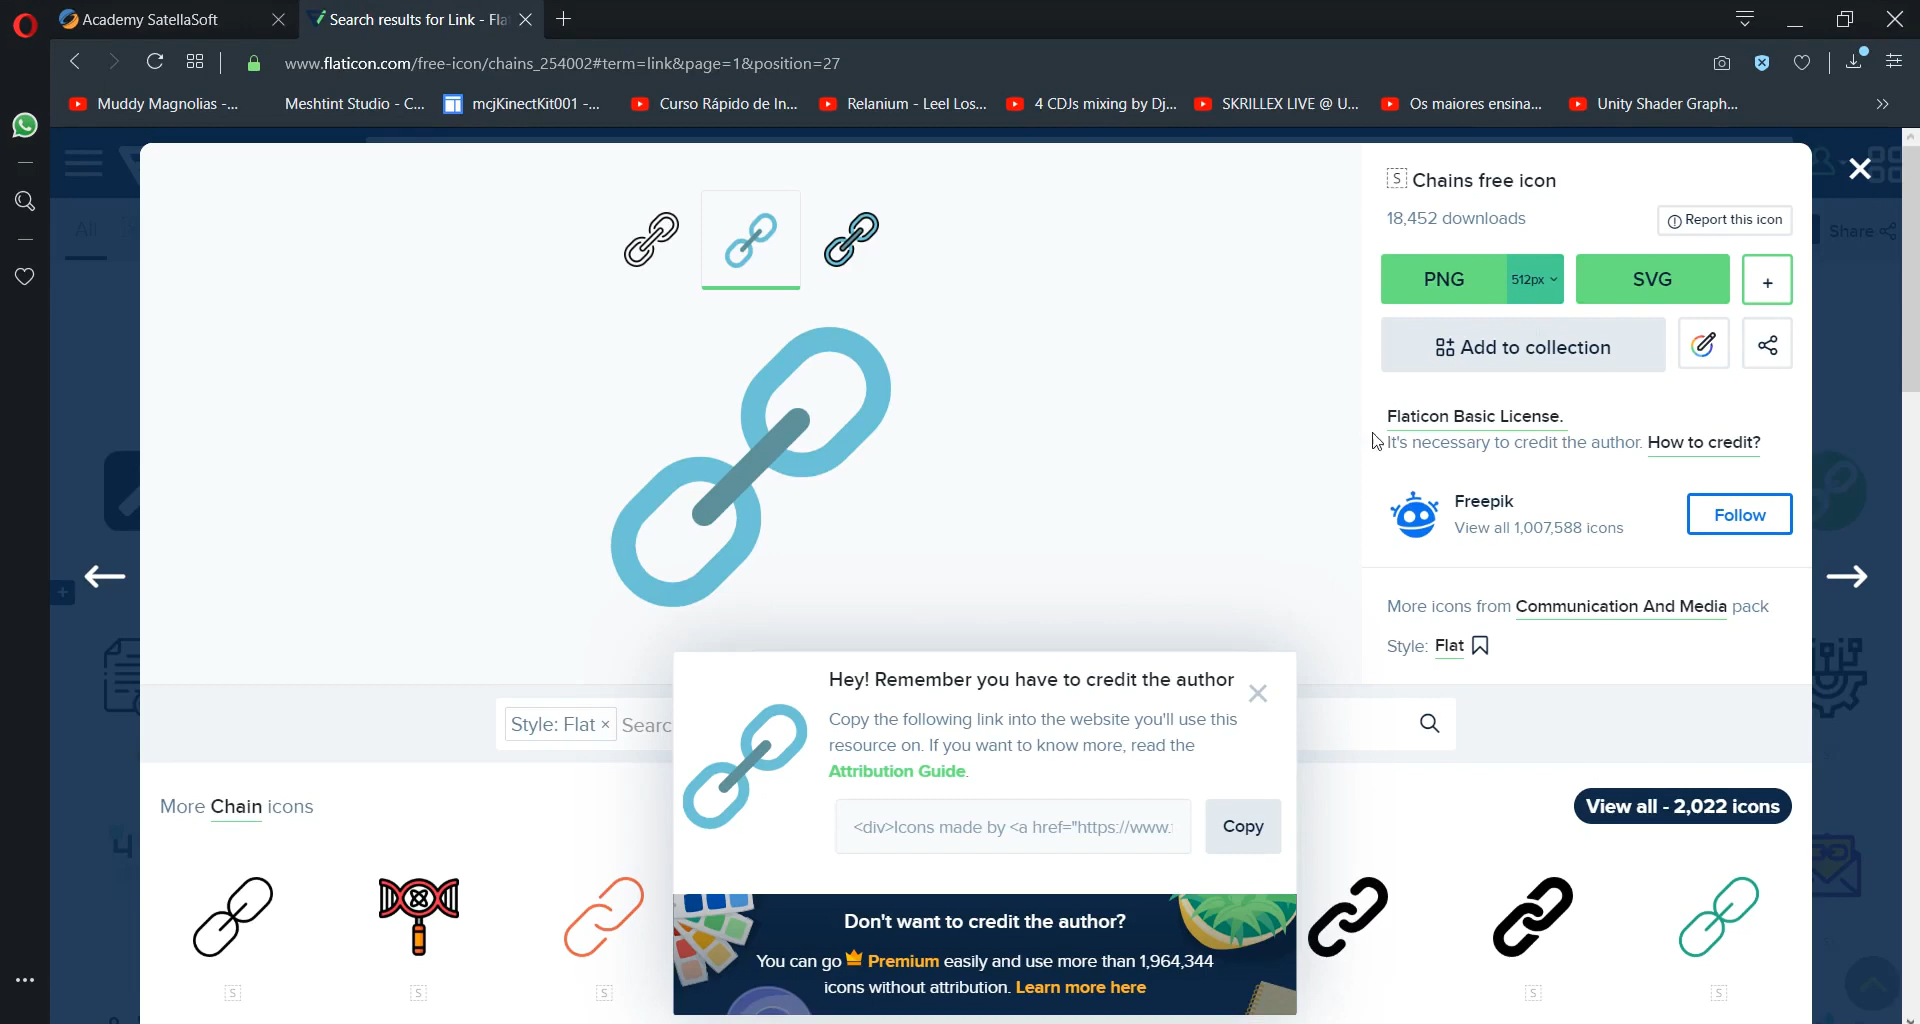 Academy SatellaSoft
Search results for Link - Fla
www.flaticon.com/free-icon/chains_254002#term=link&page=1&position=27
Muddy Magnolias -...
Meshtint Studio - C...
mcjKinectKit001 -...
Curso Rápido de In...
Relanium - Leel Los...
4 CDJs mixing by Dj...
SKRILLEX LIVE @ U...
Os maiores ensina...
Unity Shader Graph...
All
Share
S Chains free icon
18,452 downloads
Report this icon
PNG 512px
SVG
+
Add to collection
Flaticon Basic License.
It's necessary to credit the author. How to credit?
Freepik
View all 1,007,588 icons
Follow
More icons from Communication And Media pack
Style: Flat
Style: Flat × Searc
Hey! Remember you have to credit the author
Copy the following link into the website you'll use this
resource on. If you want to know more, read the
Attribution Guide.
<div>Icons made by <a href="https://www.
Copy
More Chain icons
View all - 2,022 icons
Don't want to credit the author?
You can go Premium easily and use more than 1,964,344
icons without attribution. Learn more here
S
S
S
S
S